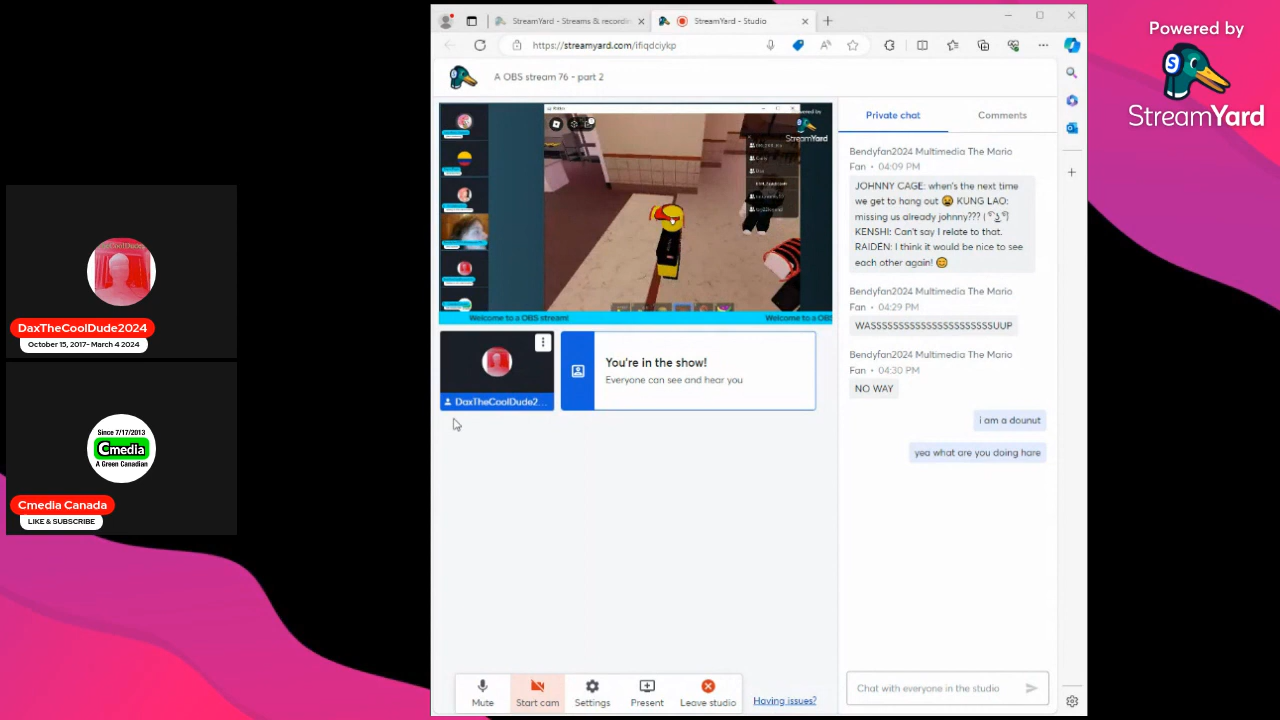 StreamYard - Streams & recordin
StreamYard - Studio
https://streamyard.com/ifiqdciykp
A OBS stream 76 - part 2
Powered by
StreamYard
StreamYard
Private chat
Comments
Bendyfan2024 Multimedia The Mario
Fan • 04:09 PM
JOHNNY CAGE: when's the next time
we get to hang out 😫 KUNG LAO:
missing us already johnny??? ( ͡° ͜ʖ ͡°)
KENSHI: Can't say I relate to that.
RAIDEN: I think it would be nice to see
each other again! 😊
Bendyfan2024 Multimedia The Mario
Fan • 04:29 PM
WASSSSSSSSSSSSSSSSSSSSSSUUP
Bendyfan2024 Multimedia The Mario
Fan • 04:30 PM
NO WAY
i am a dounut
yea what are you doing hare
Welcome to a OBS stream!
Welcome to a OBS
You're in the show!
Everyone can see and hear you
DaxTheCoolDude2...
DaxTheCoolDude2024
October 15, 2017- March 4 2024
Since 7/17/2013
Cmedia
A Green Canadian
Cmedia Canada
LIKE & SUBSCRIBE
Mute
Start cam
Settings
Present
Leave studio
Having issues?
Chat with everyone in the studio